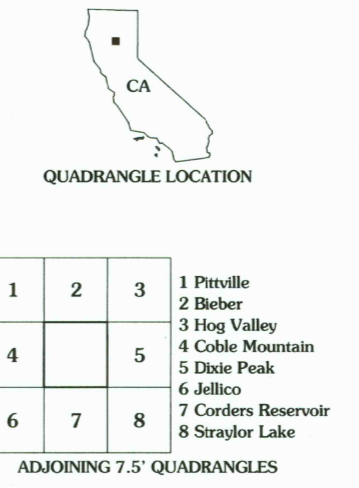 CA
QUADRANGLE LOCATION
1 2 3
4 5
6 7 8
1 Pittville
2 Bieber
3 Hog Valley
4 Coble Mountain
5 Dixie Peak
6 Jellico
7 Corders Reservoir
8 Straylor Lake
ADJOINING 7.5' QUADRANGLES